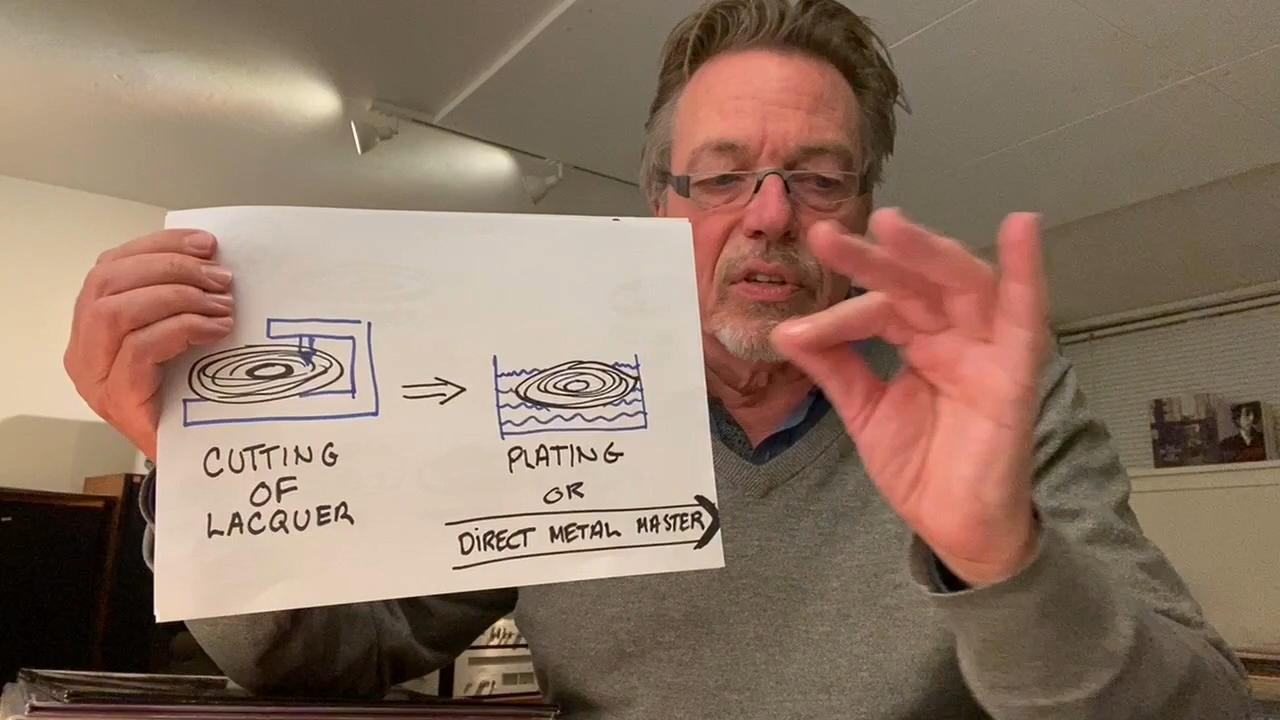 CUTTING
OF
LACQUER
PLATING
OR
DIRECT METAL MASTER